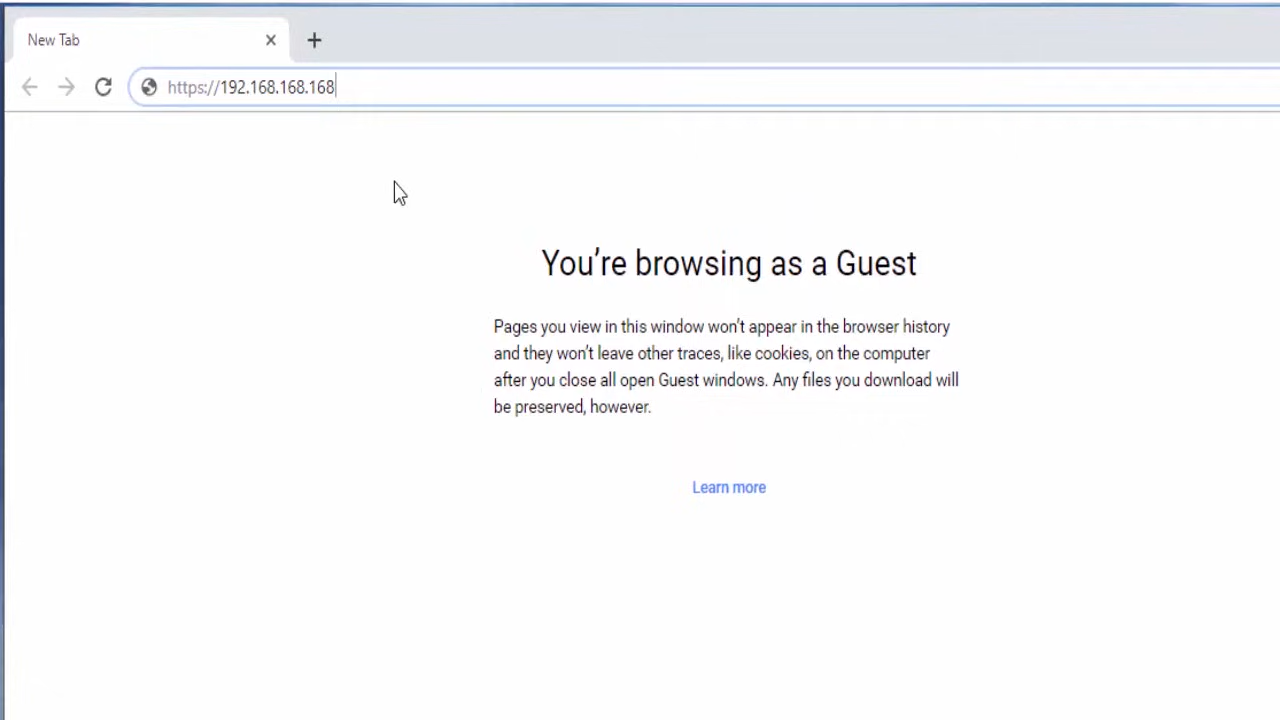 New Tab
https://192.168.168.168
You're browsing as a Guest
Pages you view in this window won't appear in the browser history
and they won't leave other traces, like cookies, on the computer
after you close all open Guest windows. Any files you download will
be preserved, however.
Learn more